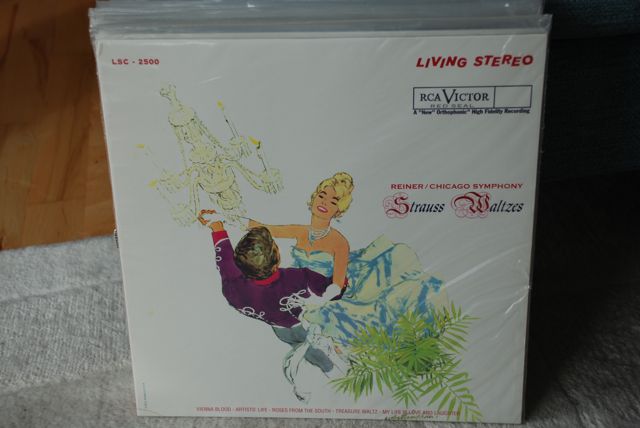 LSC - 2500
LIVING STEREO
RCA VICTOR
RED SEAL
A "New" Orthophonic High Fidelity Recording
REINER/CHICAGO SYMPHONY
Strauss Waltzes
VIENNA BLOOD · ARTISTS' LIFE · ROSES FROM THE SOUTH · TREASURE WALTZ · MY LIFE IS LOVE AND LAUGHTER